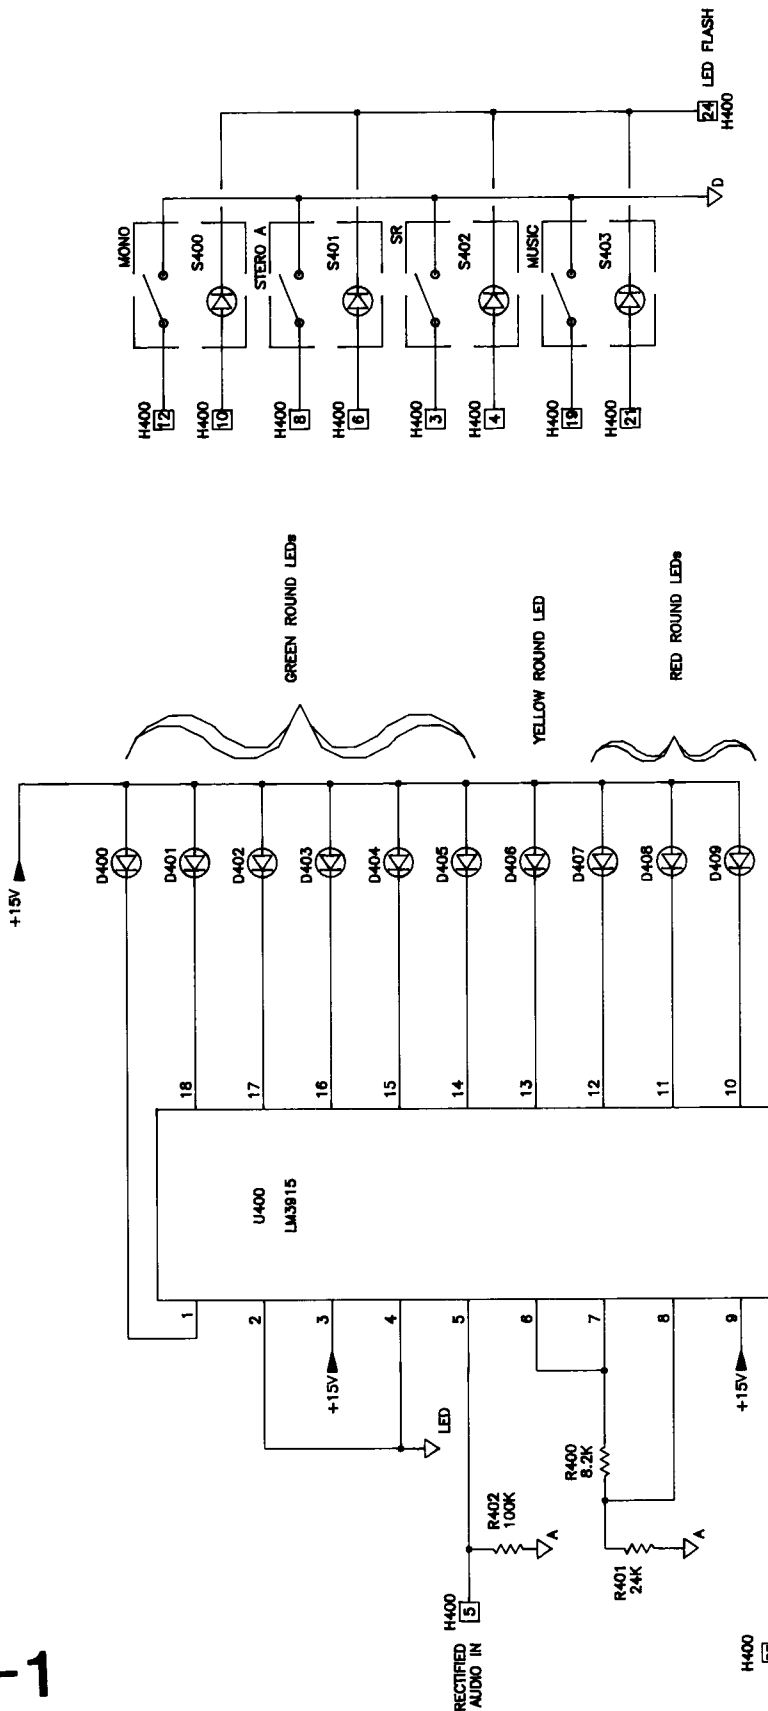 24 LED FLASH
H400
D
MONO
S400
STERO A
S401
SR
S402
MUSIC
S403
H400
12
H400
10
H400
8
H400
6
H400
3
H400
4
H400
19
H400
21
GREEN ROUND LEDs
YELLOW ROUND LED
RED ROUND LEDs
+15V
D400
D401
D402
D403
D404
D405
D406
D407
D408
D409
18
17
16
15
14
13
12
11
10
U400
LM3915
1
2
3
4
5
6
7
8
9
+15V
+15V
LED
R400
8.2K
R402
100K
A
R401
24K
A
H400
5
RECTIFIED
AUDIO IN
H400
-1